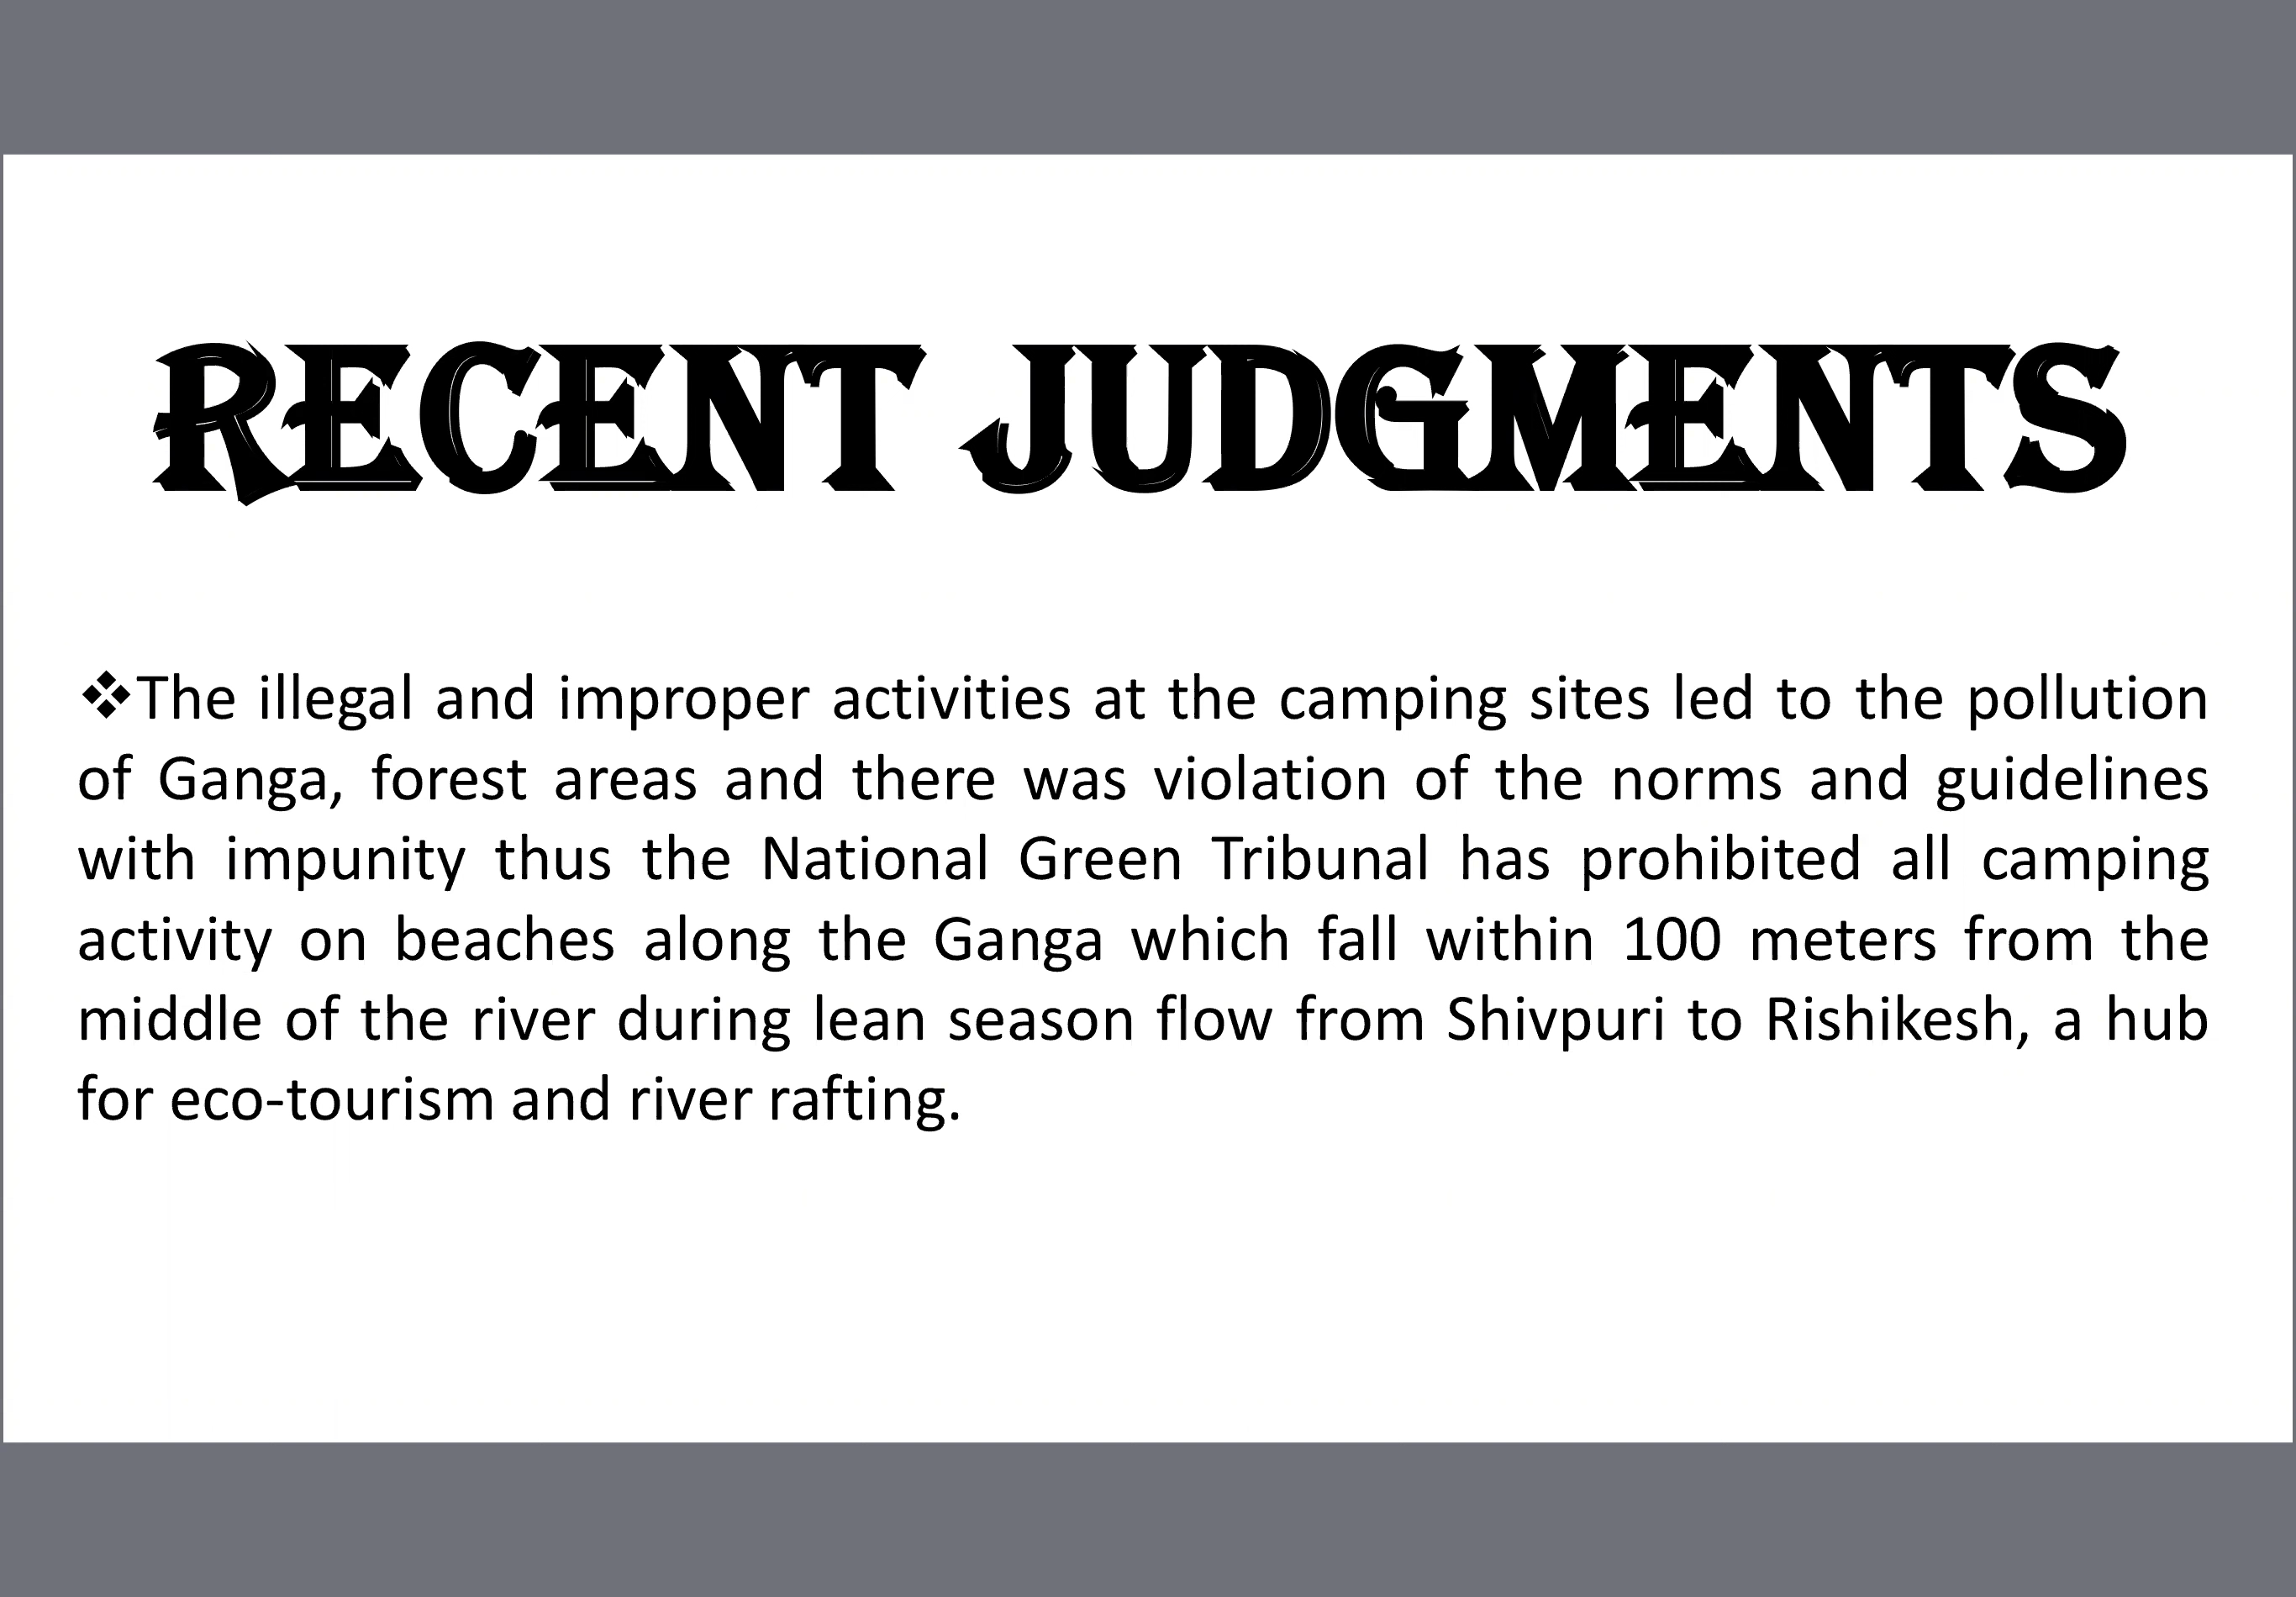 RECENT JUDGMENTS
❖The illegal and improper activities at the camping sites led to the pollution
of Ganga, forest areas and there was violation of the norms and guidelines
with impunity thus the National Green Tribunal has prohibited all camping
activity on beaches along the Ganga which fall within 100 meters from the
middle of the river during lean season flow from Shivpuri to Rishikesh, a hub
for eco-tourism and river rafting.